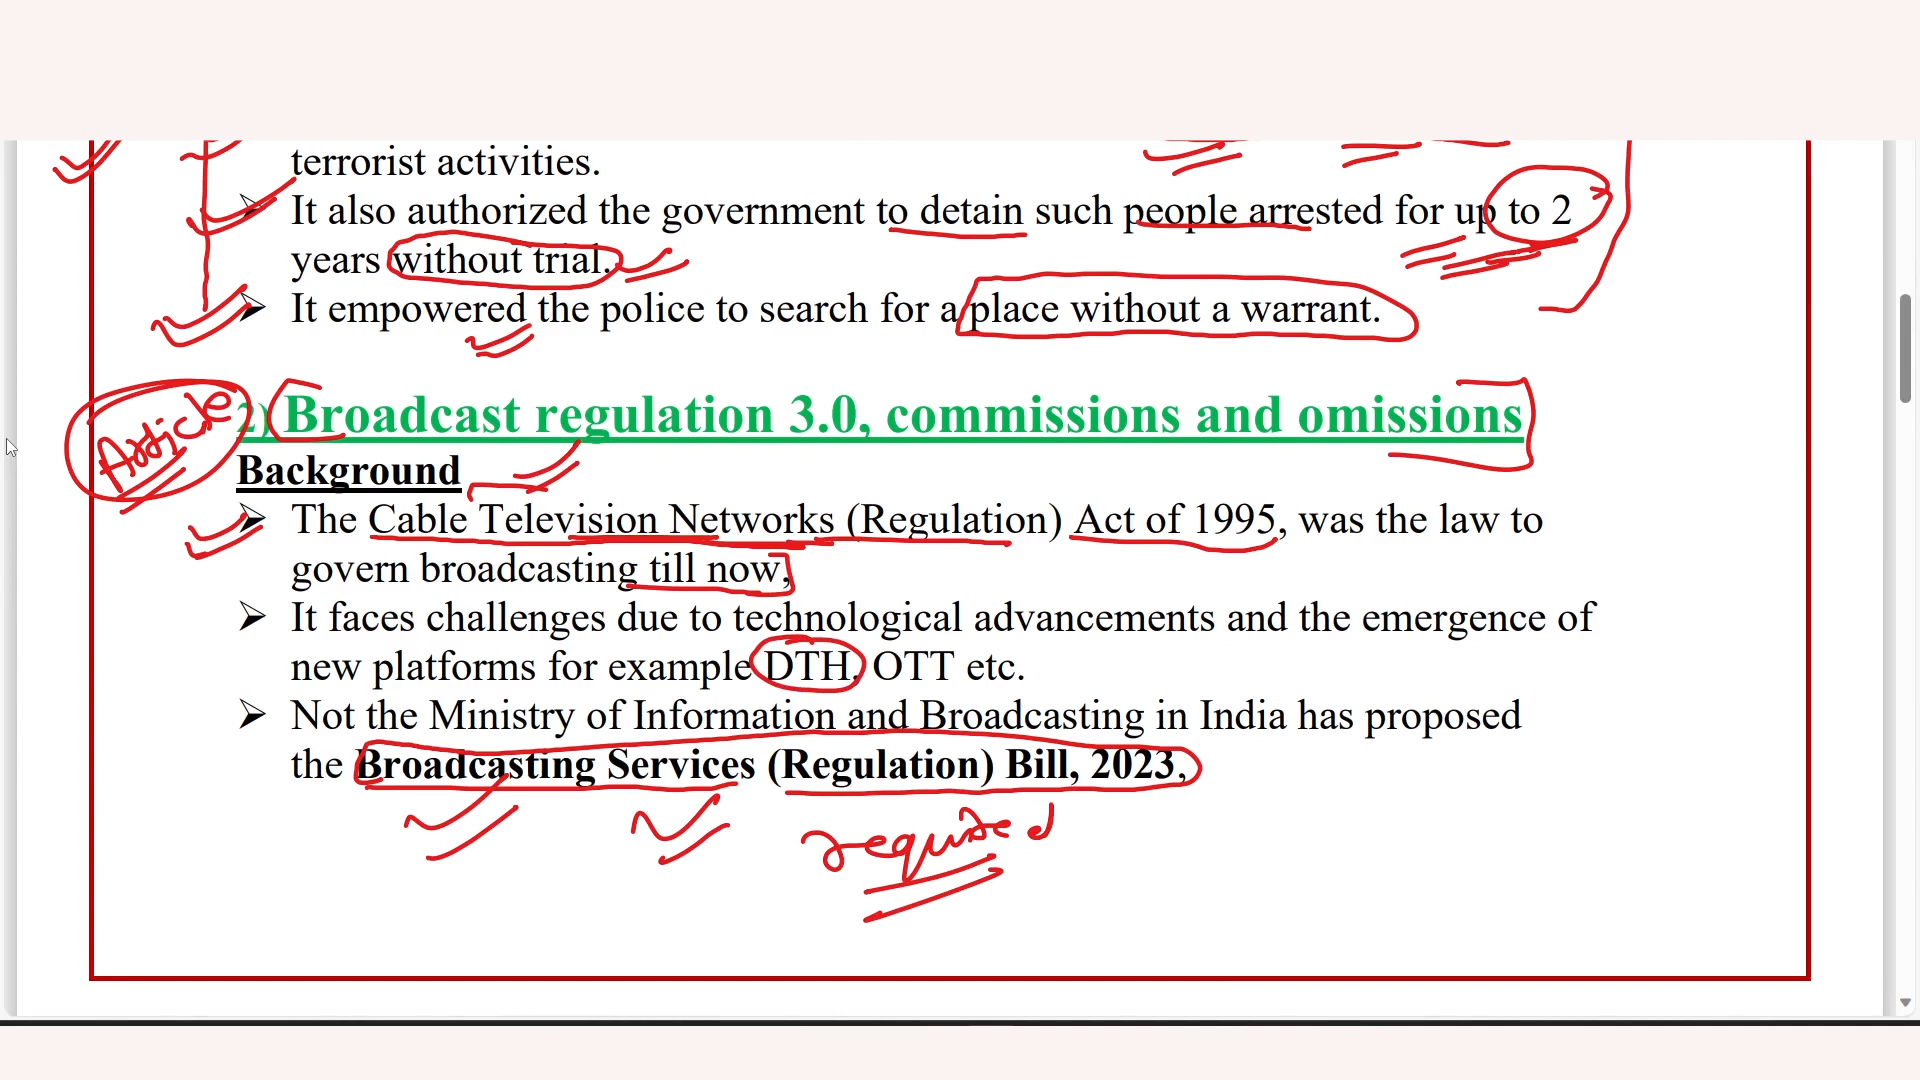 terrorist activities.
➢ It also authorized the government to detain such people arrested for up to 2
years without trial.
➢ It empowered the police to search for a place without a warrant.
Article
2) Broadcast regulation 3.0, commissions and omissions
Background
➢ The Cable Television Networks (Regulation) Act of 1995, was the law to
govern broadcasting till now,
➢ It faces challenges due to technological advancements and the emergence of
new platforms for example DTH. OTT etc.
➢ Not the Ministry of Information and Broadcasting in India has proposed
the Broadcasting Services (Regulation) Bill, 2023,
required